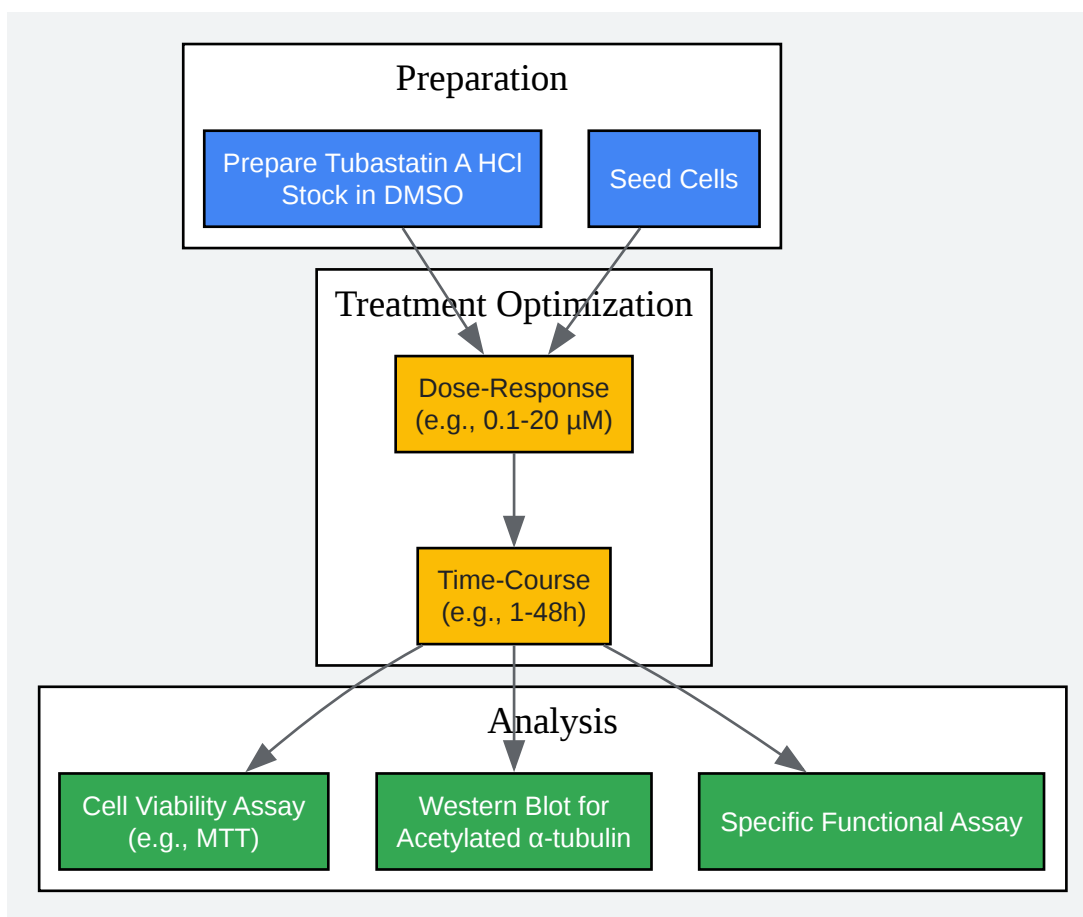 Preparation
Prepare Tubastatin A HCl
Stock in DMSO
Seed Cells
Treatment Optimization
Dose-Response
(e.g., 0.1-20 µM)
Time-Course
(e.g., 1-48h)
Analysis
Cell Viability Assay
(e.g., MTT)
Western Blot for
Acetylated α-tubulin
Specific Functional Assay